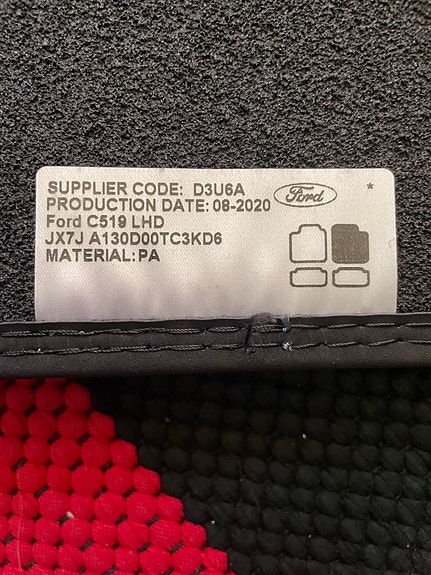 SUPPLIER CODE: D3U6A
PRODUCTION DATE: 08-2020
Ford
*
Ford C519 LHD
JX7J A130D00TC3KD6
MATERIAL: PA